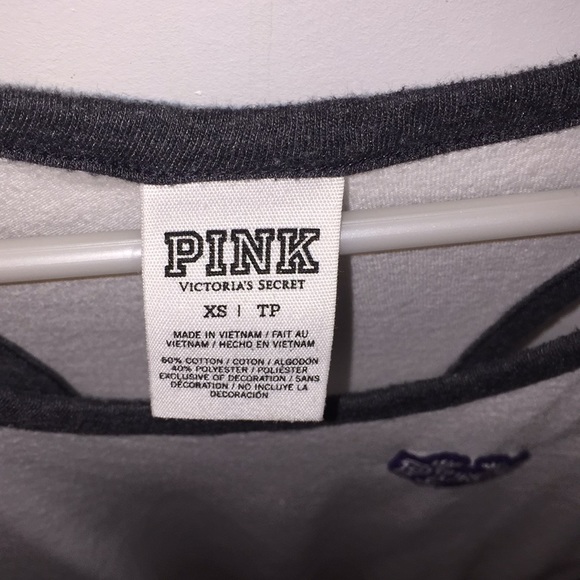 PINK
VICTORIA'S SECRET
XS | TP
MADE IN VIETNAM / FAIT AU
VIETNAM / HECHO EN VIETNAM
60% COTTON / COTON / ALGODÓN
40% POLYESTER / POLIÉSTER
EXCLUSIVE OF DECORATION / SANS
DÉCORATION / NO INCLUYE LA
DECORACIÓN